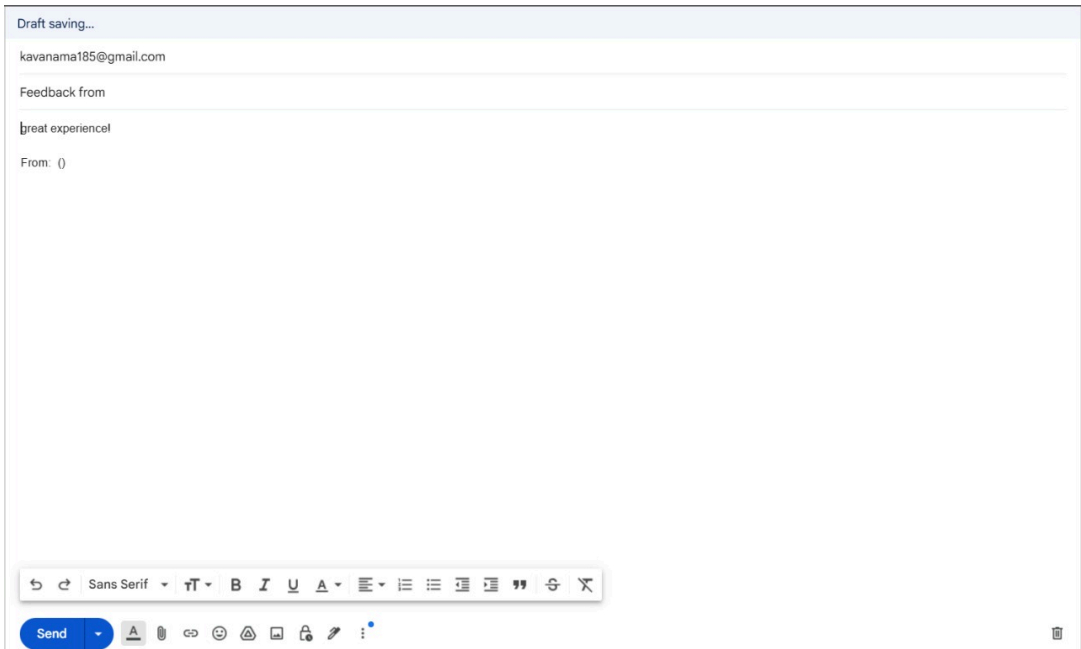 Draft saving...
kavanama185@gmail.com
Feedback from
great experience!
From: ()
Sans Serif
B I U A
Send
A